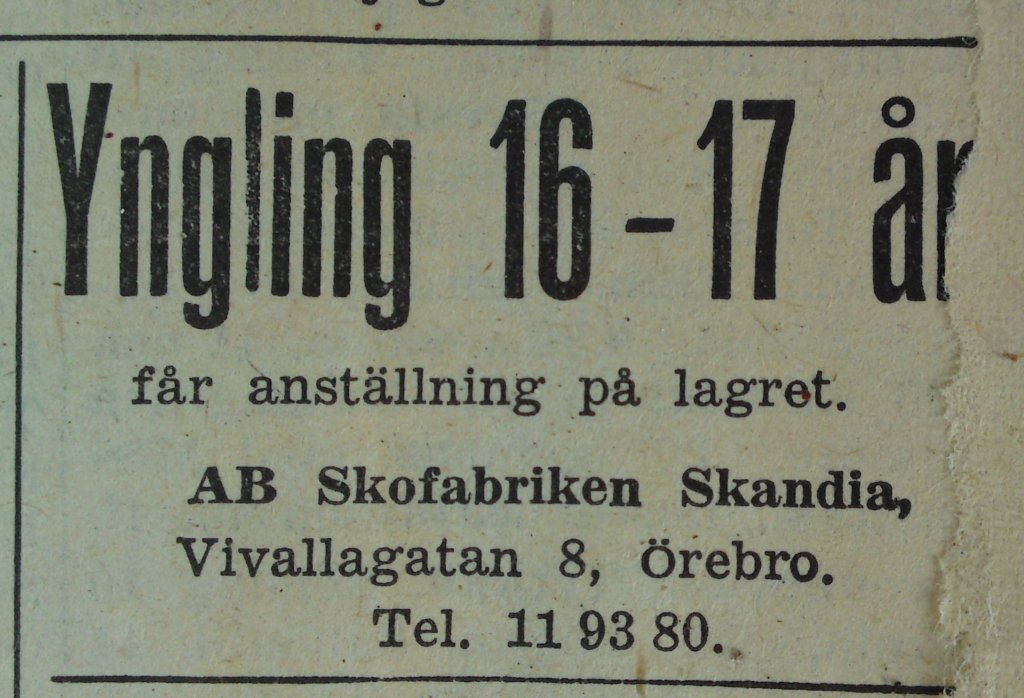 Yngling 16-17 år
får anställning på lagret.
AB Skofabriken Skandia,
Vivallagatan 8, Örebro.
Tel. 11 93 80.